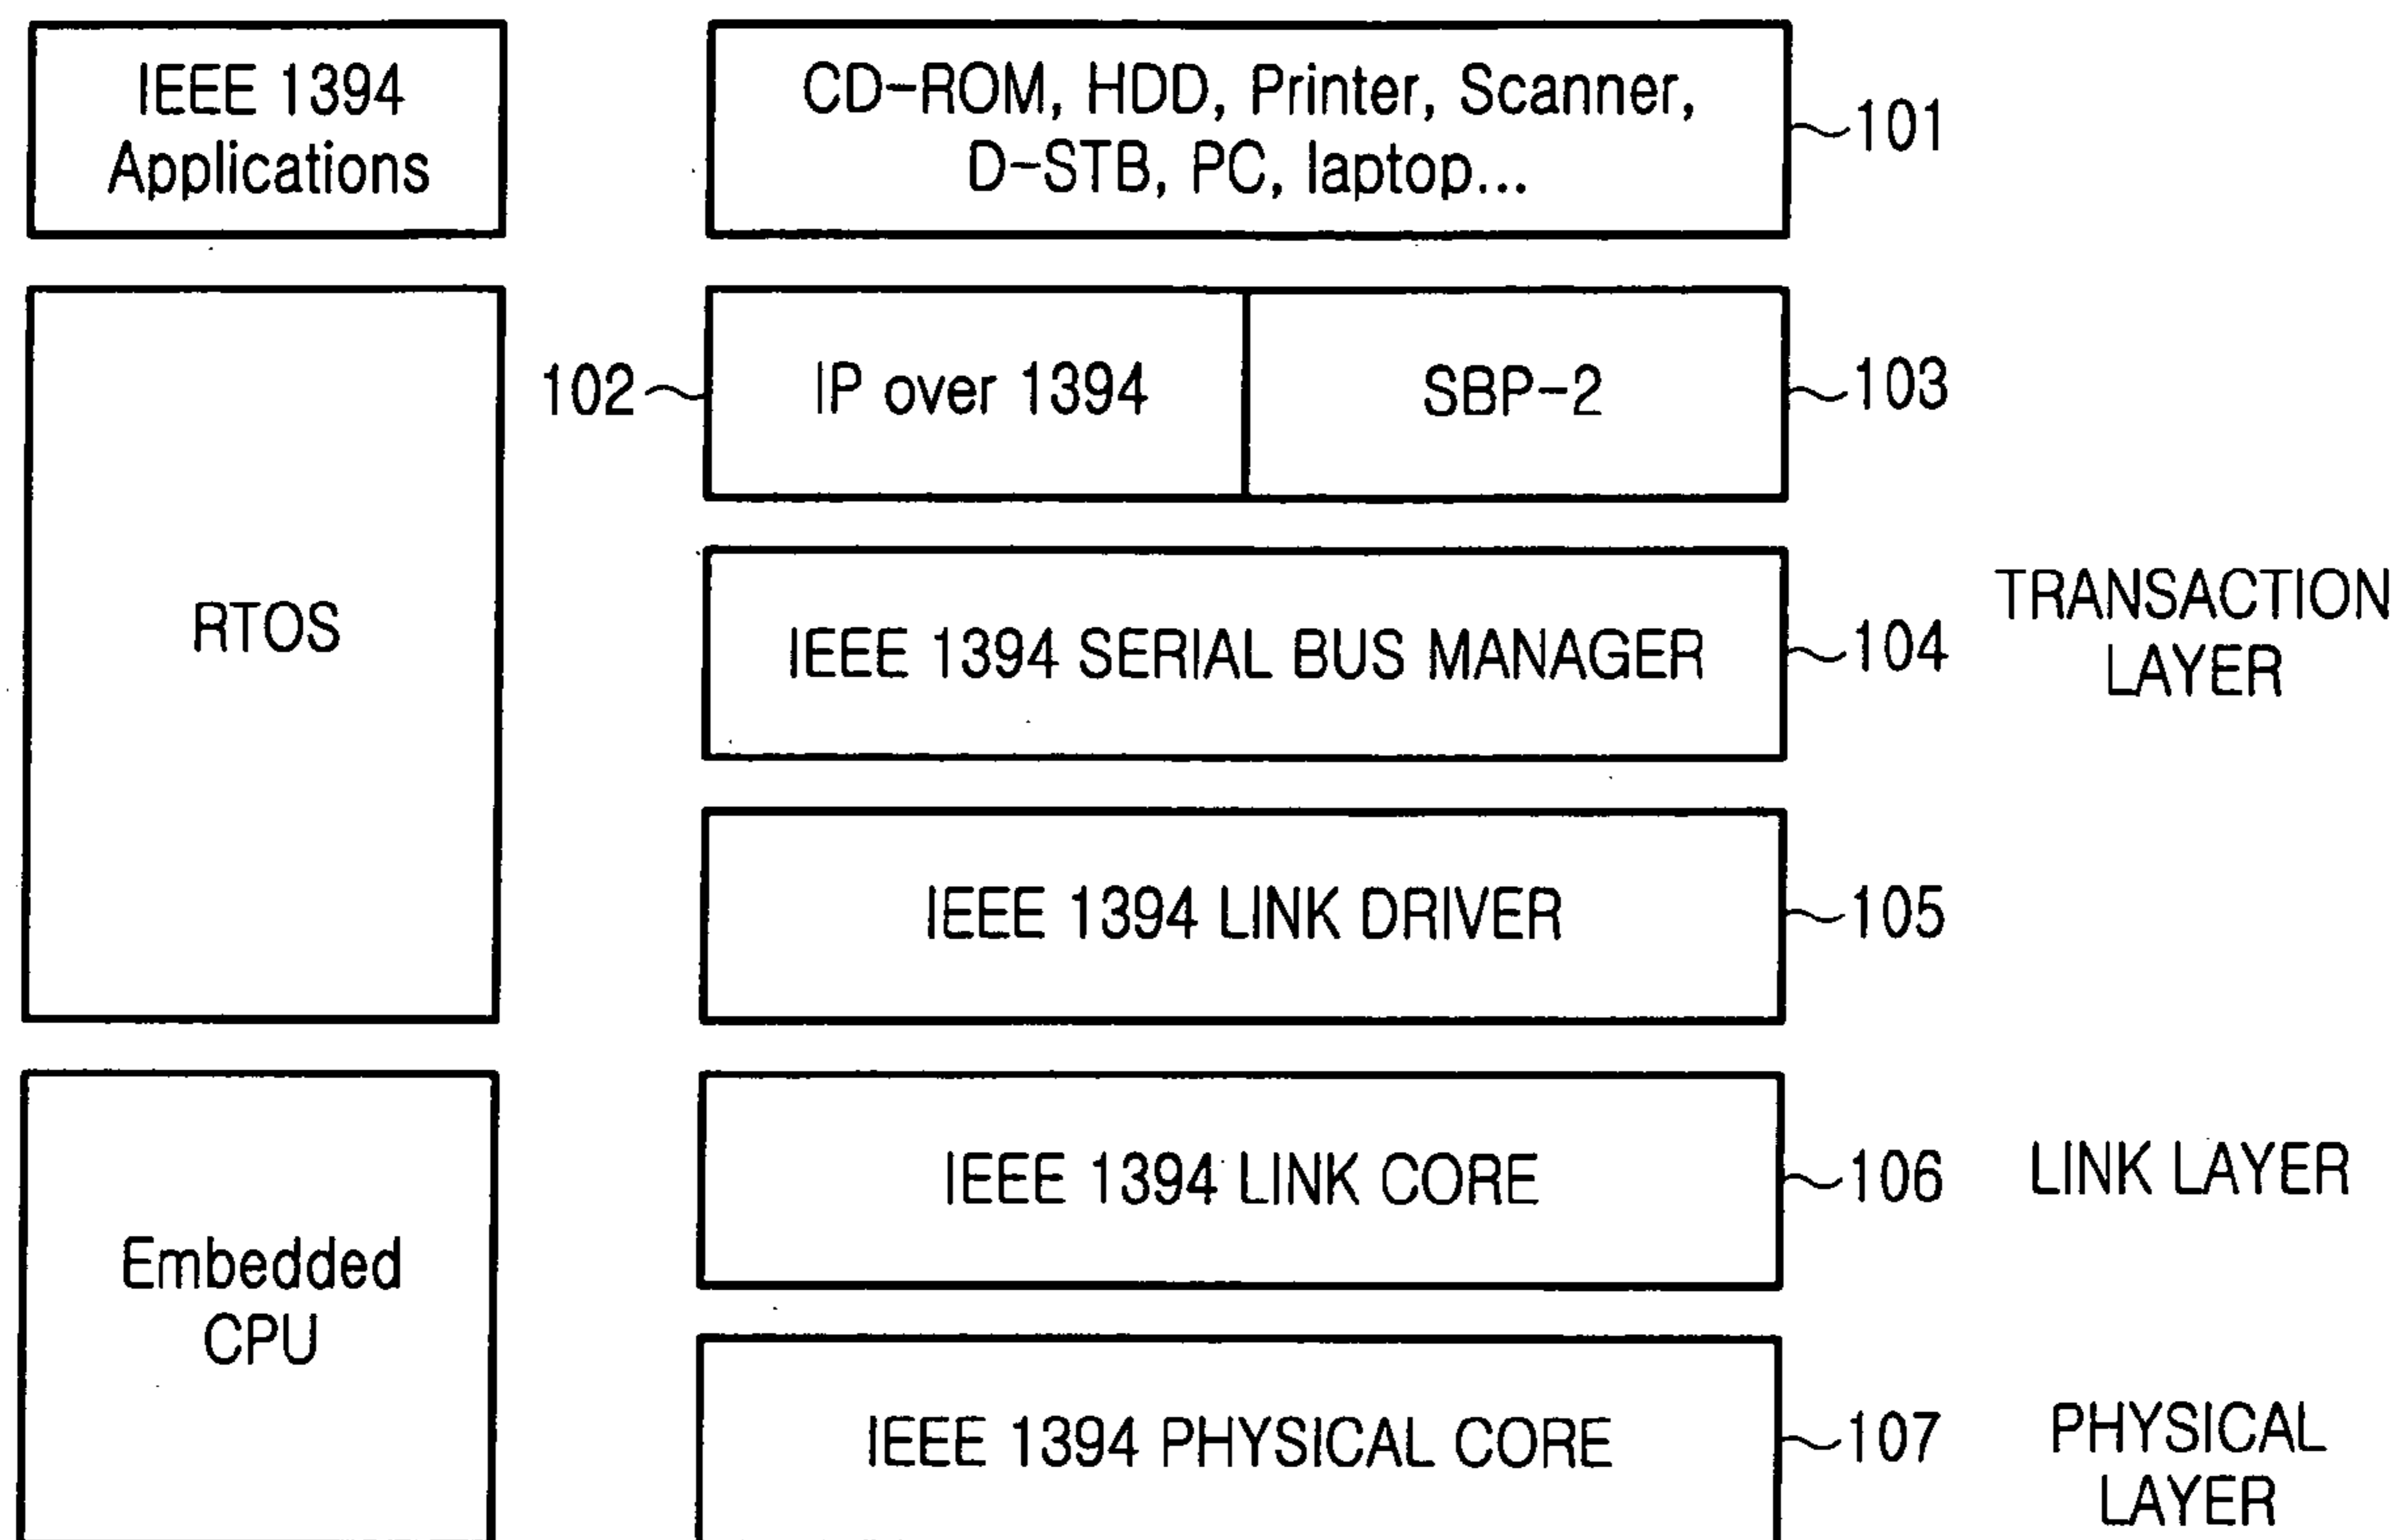 IEEE 1394
Applications
CD-ROM, HDD, Printer, Scanner,
D-STB, PC, laptop...
101
RTOS
102
IP over 1394
SBP-2
103
IEEE 1394 SERIAL BUS MANAGER
104
TRANSACTION
LAYER
IEEE 1394 LINK DRIVER
105
Embedded
CPU
IEEE 1394 LINK CORE
106
LINK LAYER
IEEE 1394 PHYSICAL CORE
107
PHYSICAL
LAYER